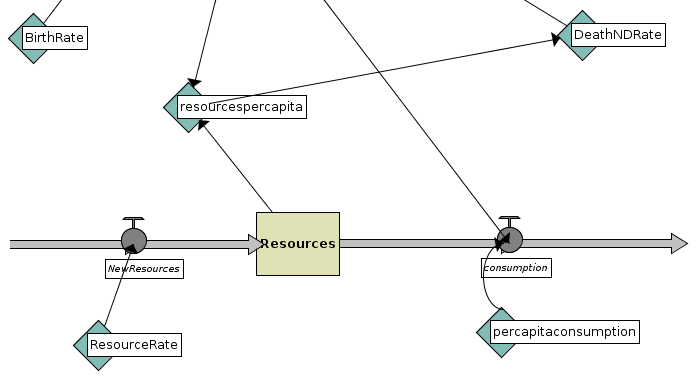 BirthRate
DeathNDRate
resourcespercapita
Resources
NewResources
consumption
percapitaconsumption
ResourceRate